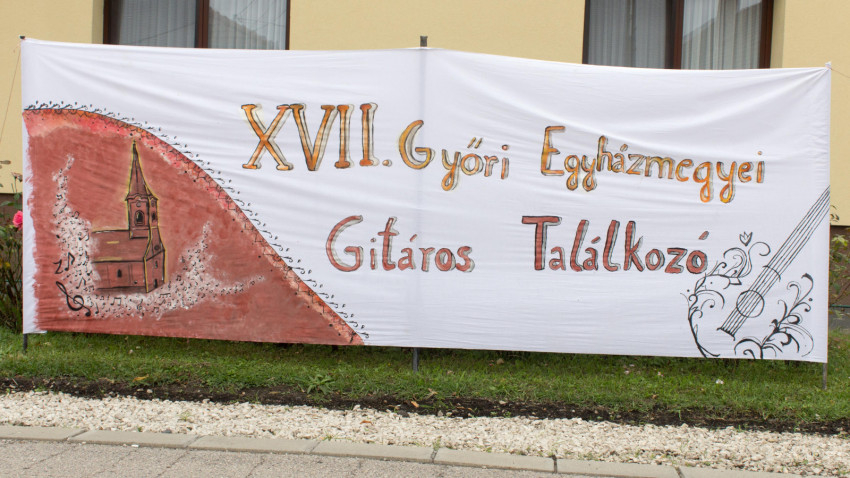 XVII. Győri Egyházmegyei
Gitáros Találkozó